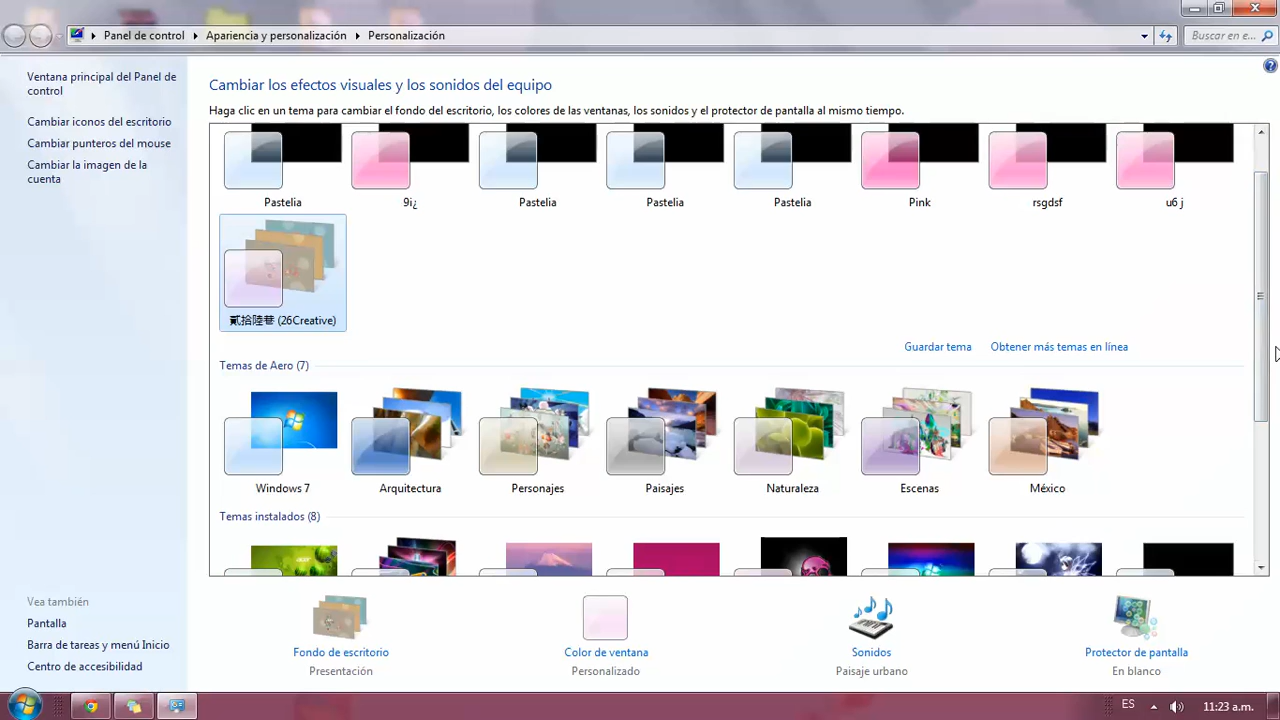 Panel de control
Apariencia y personalización
Personalización
Buscar en e...
Ventana principal del Panel de
control
Cambiar iconos del escritorio
Cambiar punteros del mouse
Cambiar la imagen de la
cuenta
Cambiar los efectos visuales y los sonidos del equipo
Haga clic en un tema para cambiar el fondo del escritorio, los colores de las ventanas, los sonidos y el protector de pantalla al mismo tiempo.
Pastelia
9i¿
Pastelia
Pastelia
Pastelia
Pink
rsgdsf
u6 j
貳拾陸巷 (26Creative)
Guardar tema
Obtener más temas en línea
Temas de Aero (7)
Windows 7
Arquitectura
Personajes
Paisajes
Naturaleza
Escenas
México
Temas instalados (8)
Vea también
Pantalla
Barra de tareas y menú Inicio
Centro de accesibilidad
Fondo de escritorio
Presentación
Color de ventana
Personalizado
Sonidos
Paisaje urbano
Protector de pantalla
En blanco
ES
11:23 a.m.